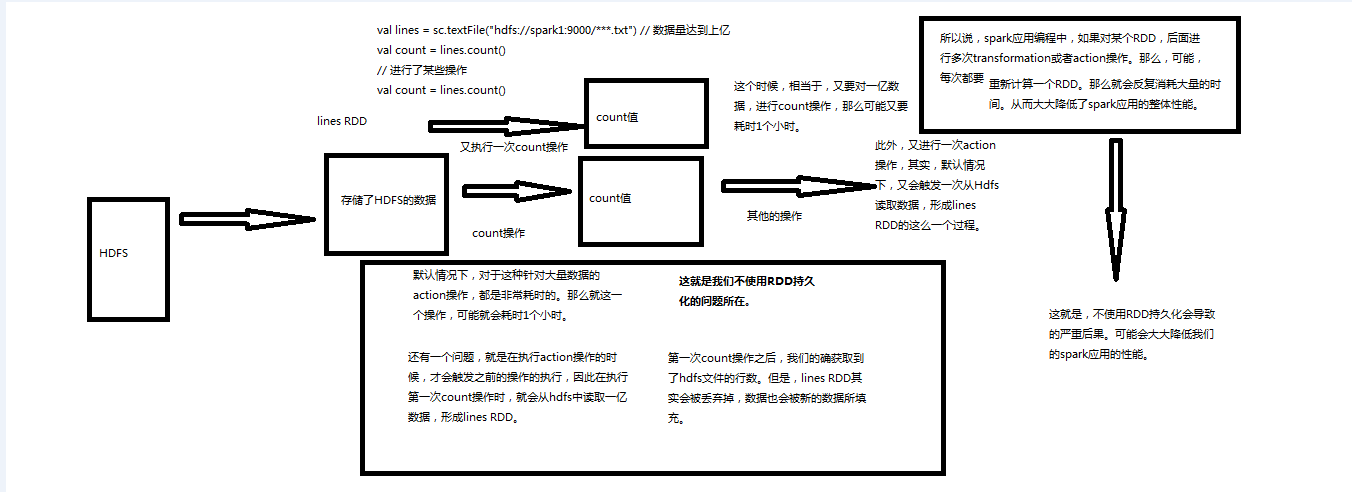 val lines = sc.textFile("hdfs://spark1:9000/***.txt") // 数据量达到上亿
val count = lines.count()
// 进行了某些操作
val count = lines.count()
lines RDD
又执行一次count操作
count值
这个时候，相当于，又要对一亿数
据，进行count操作，那么可能又要
耗时1个小时。
所以说，spark应用编程中，如果对某个RDD，后面进
行多次transformation或者action操作。那么，可能，
每次都要
重新计算一个RDD。那么就会反复消耗大量的时
间。从而大大降低了spark应用的整体性能。
HDFS
存储了HDFS的数据
count操作
count值
其他的操作
此外，又进行一次action
操作，其实，默认情况
下，又会触发一次从Hdfs
读取数据，形成lines
RDD的这么一个过程。
默认情况下，对于这种针对大量数据的
action操作，都是非常耗时的。那么就这一
个操作，可能就会耗时1个小时。
这就是我们不使用RDD持久
化的问题所在。
还有一个问题，就是在执行action操作的时
候，才会触发之前的操作的执行，因此在执行
第一次count操作时，就会从hdfs中读取一亿
数据，形成lines RDD。
第一次count操作之后，我们的确获取到
了hdfs文件的行数。但是，lines RDD其
实会被丢弃掉，数据也会被新的数据所填
充。
这就是，不使用RDD持久化会导致
的严重后果。可能会大大降低我们
的spark应用的性能。